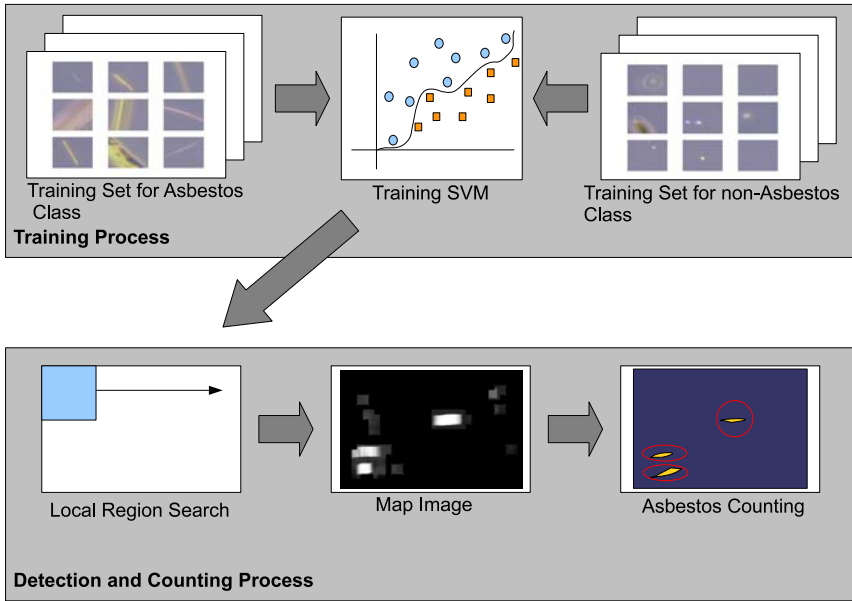 Training Set for Asbestos
Class
Training SVM
Training Set for non-Asbestos
Class
Training Process
Local Region Search
Map Image
Asbestos Counting
Detection and Counting Process